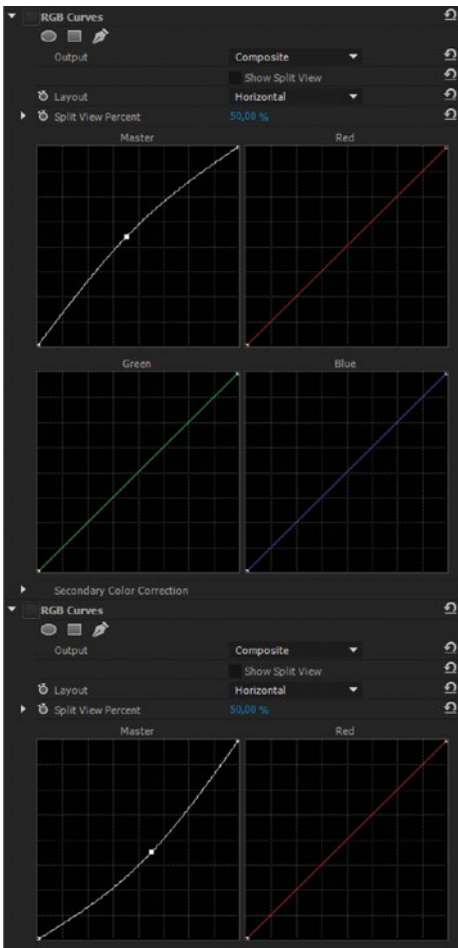 RGB Curves
Output Composite
Show Split View
Layout Horizontal
Split View Percent 50,00 %
Master Red
Green Blue
Secondary Color Correction
RGB Curves
Output Composite
Show Split View
Layout Horizontal
Split View Percent 50,00 %
Master Red